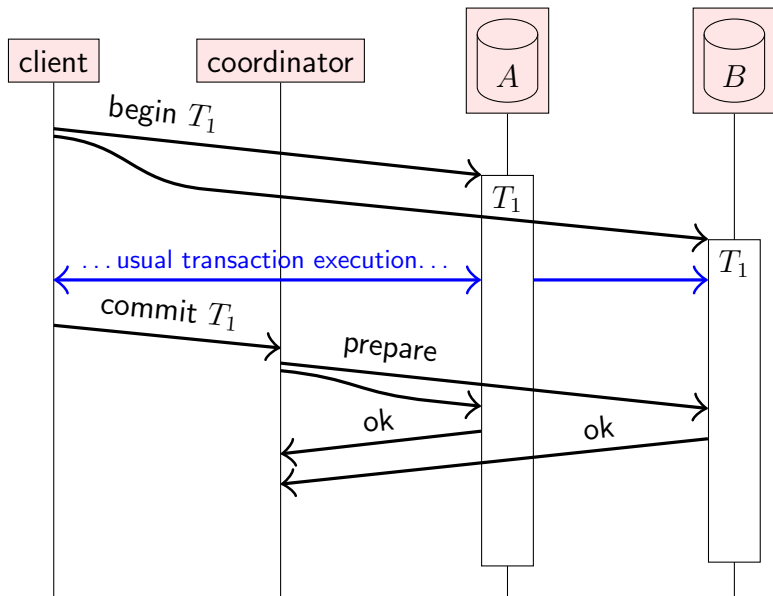 client
coordinator
A
B
begin T₁
T₁
T₁
...usual transaction execution...
commit T₁
prepare
ok
ok